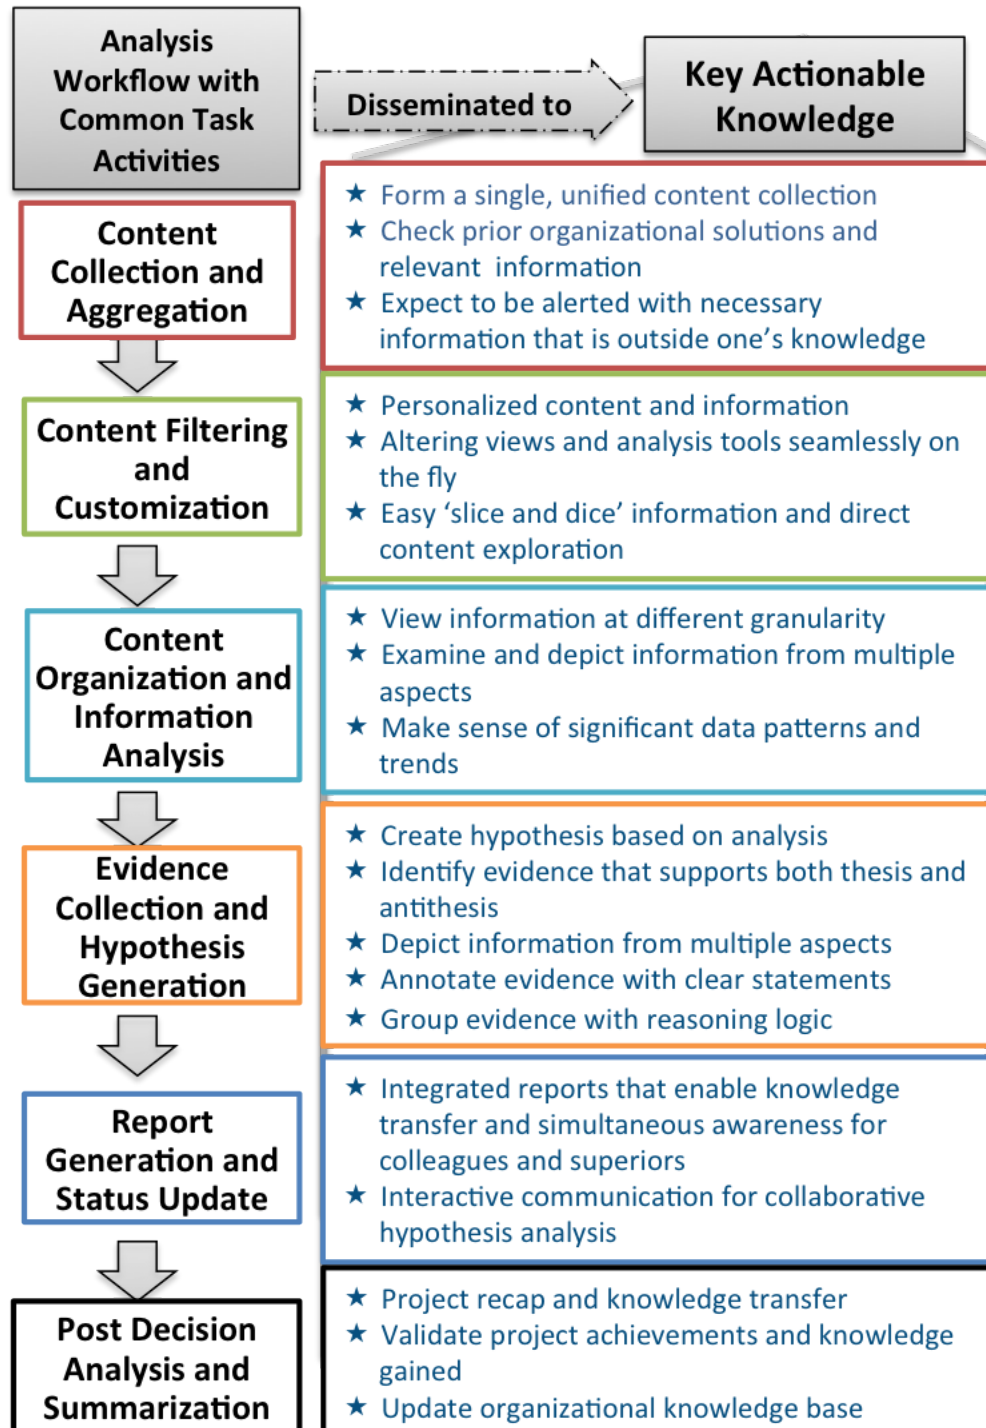 Analysis
Workflow with
Common Task
Activities
Disseminated to
Key Actionable
Knowledge
Content
Collection and
Aggregation
★ Form a single, unified content collection
★ Check prior organizational solutions and
relevant information
★ Expect to be alerted with necessary
information that is outside one’s knowledge
Content Filtering
and
Customization
★ Personalized content and information
★ Altering views and analysis tools seamlessly on
the fly
★ Easy ‘slice and dice’ information and direct
content exploration
Content
Organization and
Information
Analysis
★ View information at different granularity
★ Examine and depict information from multiple
aspects
★ Make sense of significant data patterns and
trends
Evidence
Collection and
Hypothesis
Generation
★ Create hypothesis based on analysis
★ Identify evidence that supports both thesis and
antithesis
★ Depict information from multiple aspects
★ Annotate evidence with clear statements
★ Group evidence with reasoning logic
Report
Generation and
Status Update
★ Integrated reports that enable knowledge
transfer and simultaneous awareness for
colleagues and superiors
★ Interactive communication for collaborative
hypothesis analysis
Post Decision
Analysis and
Summarization
★ Project recap and knowledge transfer
★ Validate project achievements and knowledge
gained
★ Update organizational knowledge base